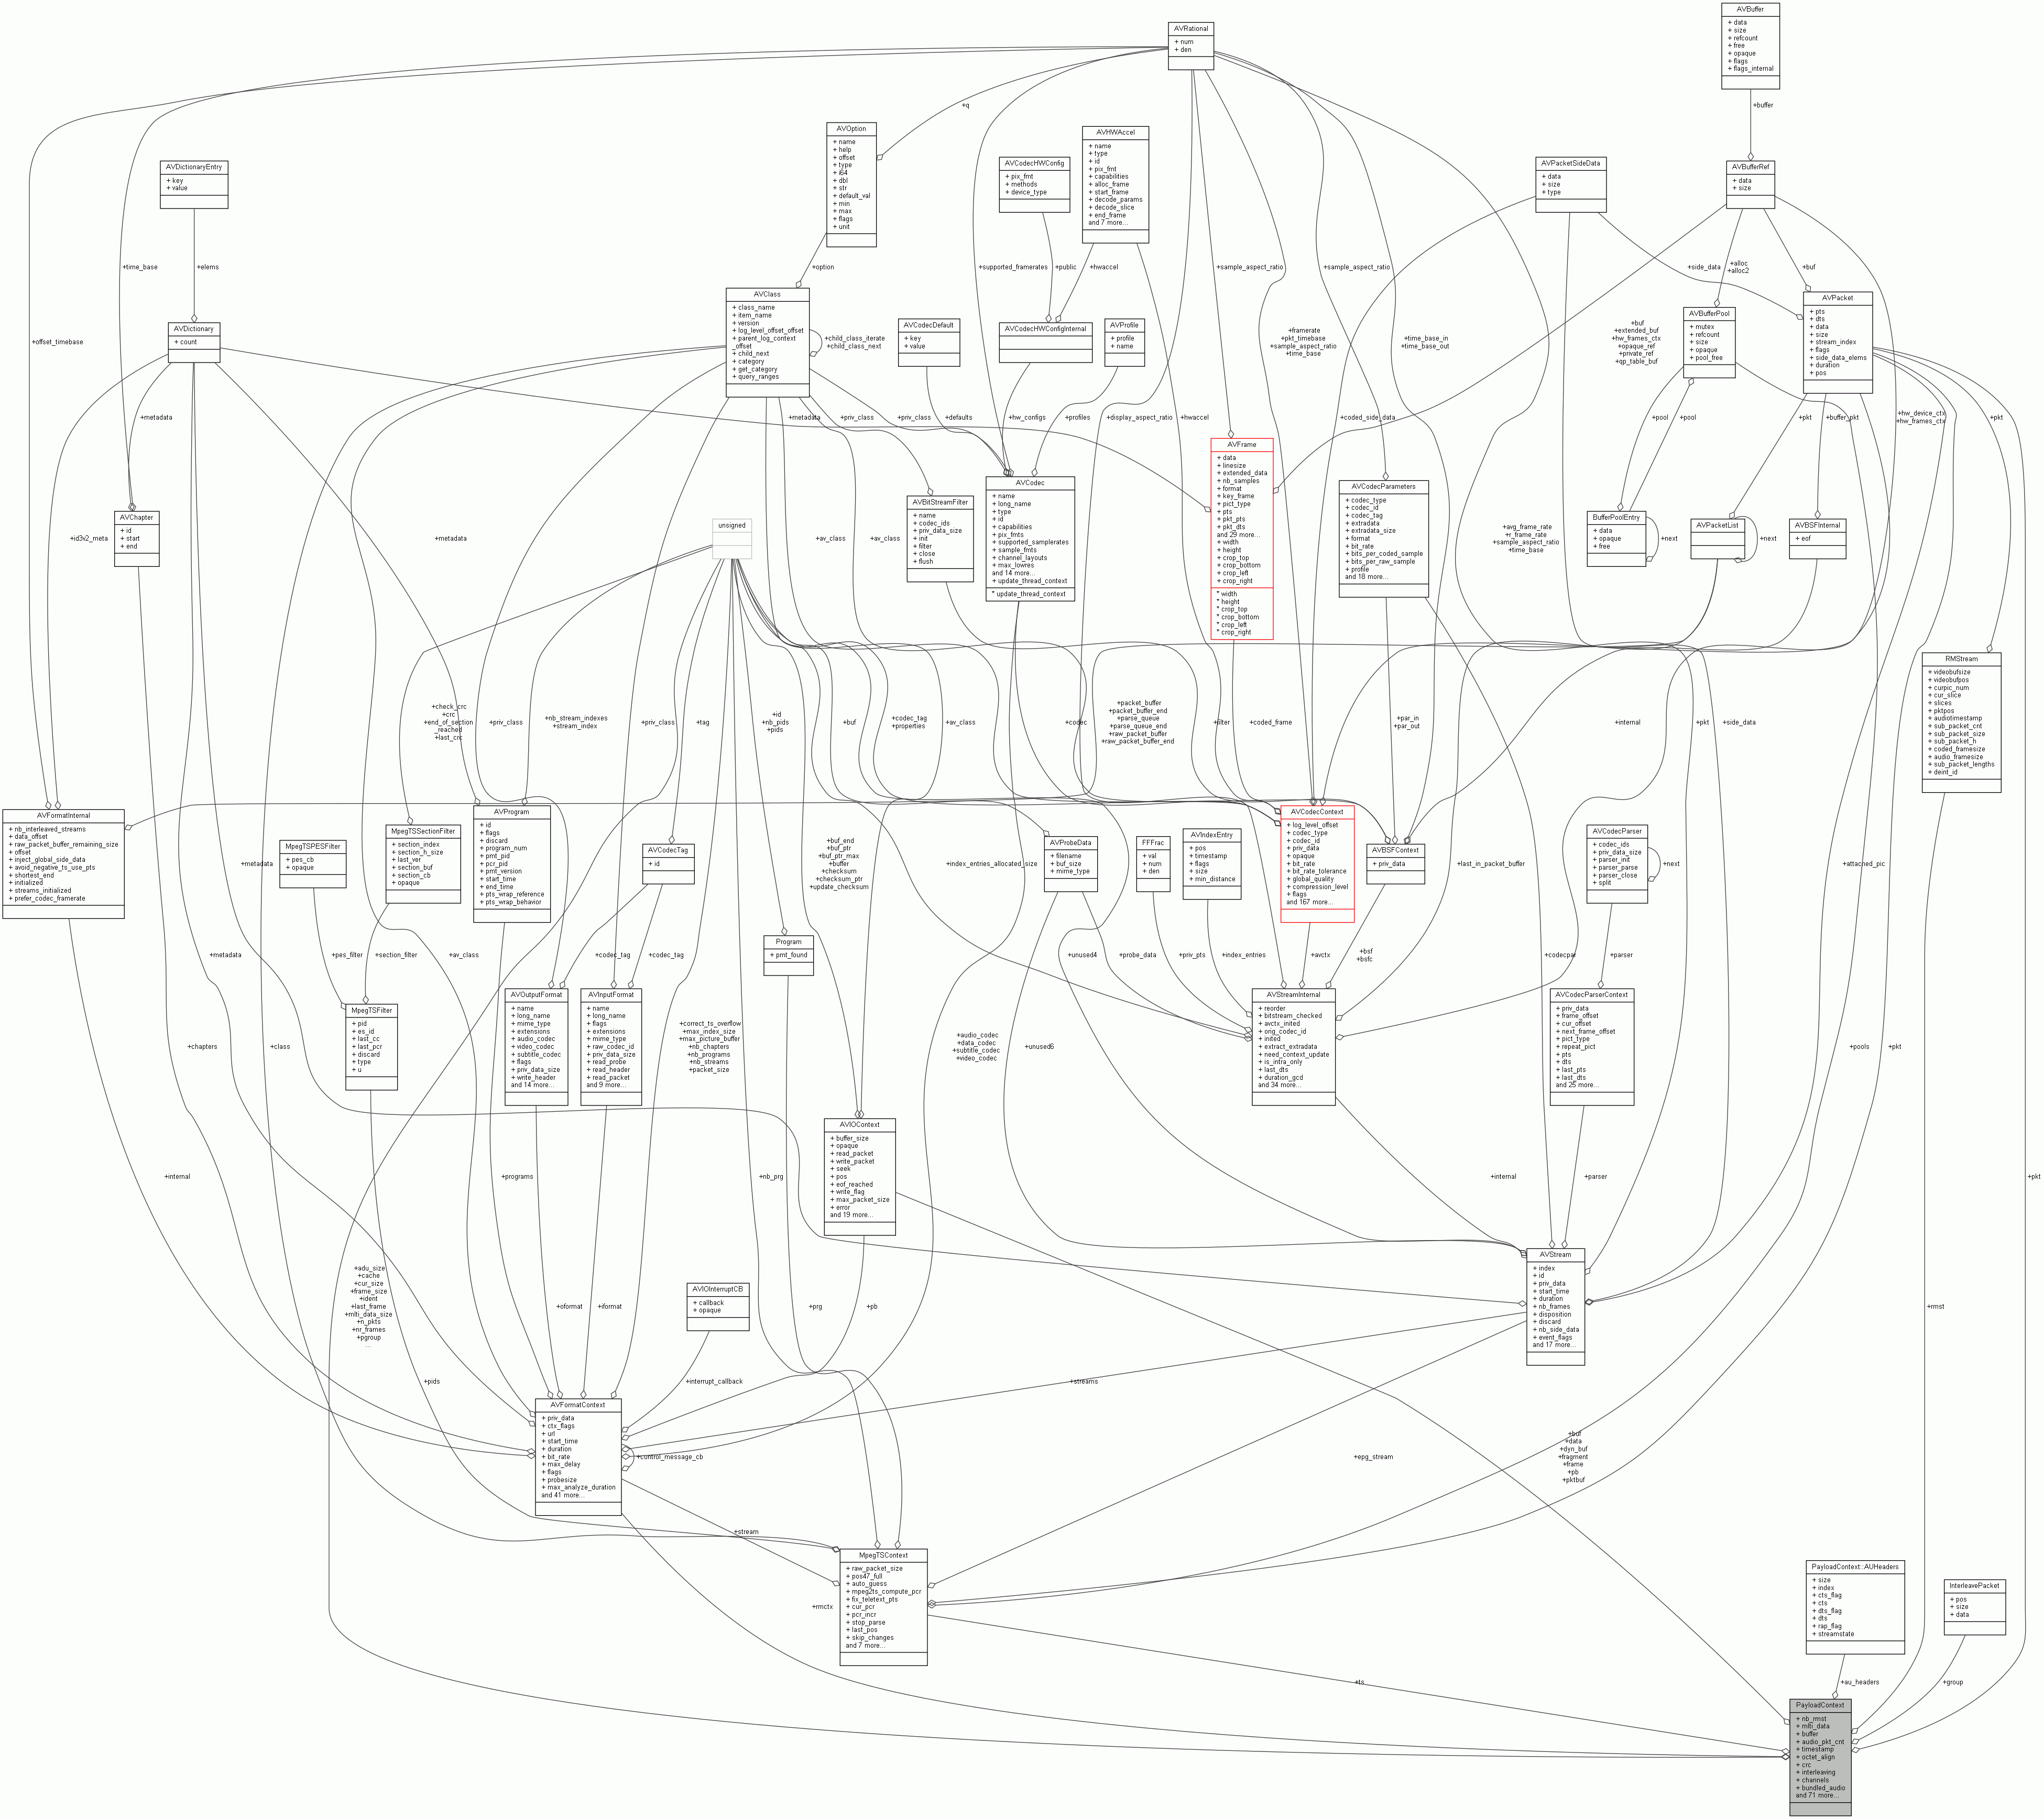 AVRational
+ num
+ den
AVBuffer
+ data
+ size
+ refcount
+ free
+ opaque
+ flags
+ flags_internal
+buffer
+q
AVOption
+ name
+ help
+ offset
+ type
+ i64
+ dbl
+ str
+ default_val
+ min
+ max
+ flags
+ unit
AVHWAccel
+ name
+ type
+ id
+ pix_fmt
+ capabilities
+ alloc_frame
+ start_frame
+ decode_params
+ decode_slice
+ end_frame
and 7 more...
AVCodecHWConfig
+ pix_fmt
+ methods
+ device_type
AVPacketSideData
+ data
+ size
+ type
AVBufferRef
+ data
+ size
AVDictionaryEntry
+ key
+ value
+time_base
+elems
+option
+supported_framerates
+public
+hwaccel
+sample_aspect_ratio
+sample_aspect_ratio
+side_data
+alloc
+alloc2
+buf
AVClass
+ class_name
+ item_name
+ version
+ log_level_offset_offset
+ parent_log_context
_offset
+ child_next
+ category
+ get_category
+ query_ranges
+child_class_iterate
+child_class_next
AVPacket
+ pts
+ dts
+ data
+ size
+ stream_index
+ flags
+ side_data_elems
+ duration
+ pos
AVBufferPool
+ mutex
+ refcount
+ size
+ opaque
+ pool_free
AVDictionary
+ count
AVCodecDefault
+ key
+ value
AVCodecHWConfigInternal
AVProfile
+ profile
+ name
+offset_timebase
+framerate
+pkt_timebase
+sample_aspect_ratio
+time_base
+time_base_in
+time_base_out
+buf
+extended_buf
+hw_frames_ctx
+opaque_ref
+private_ref
+qp_table_buf
+metadata
+metadata
+priv_class
+priv_class
+defaults
+hw_configs
+profiles
+display_aspect_ratio
+hwaccel
+coded_side_data
+pool
+pool
+pkt
+buffer_pkt
+hw_device_ctx
+hw_frames_ctx
+pkt
AVFrame
+ data
+ linesize
+ extended_data
+ nb_samples
+ format
+ key_frame
+ pict_type
+ pts
+ pkt_pts
+ pkt_dts
and 29 more...
+ width
+ height
+ crop_top
+ crop_bottom
+ crop_left
+ crop_right
* width
* height
* crop_top
* crop_bottom
* crop_left
* crop_right
AVCodec
+ name
+ long_name
+ type
+ id
+ capabilities
+ pix_fmts
+ supported_samplerates
+ sample_fmts
+ channel_layouts
+ max_lowres
and 14 more...
+ update_thread_context
* update_thread_context
AVCodecParameters
+ codec_type
+ codec_id
+ codec_tag
+ extradata
+ extradata_size
+ format
+ bit_rate
+ bits_per_coded_sample
+ bits_per_raw_sample
+ profile
and 18 more...
AVBitStreamFilter
+ name
+ codec_ids
+ priv_data_size
+ init
+ filter
+ close
+ flush
AVChapter
+ id
+ start
+ end
unsigned
BufferPoolEntry
+ data
+ opaque
+ free
+next
AVPacketList
+next
AVBSFInternal
+ eof
+id3v2_meta
+metadata
+av_class
+av_class
+avg_frame_rate
+r_frame_rate
+sample_aspect_ratio
+time_base
RMStream
+ videobufsize
+ videobufpos
+ curpic_num
+ cur_slice
+ slices
+ pktpos
+ audiotimestamp
+ sub_packet_cnt
+ sub_packet_size
+ sub_packet_h
+ coded_framesize
+ audio_framesize
+ sub_packet_lengths
+ deint_id
+check_crc
+crc
+end_of_section
_reached
+last_crc
+priv_class
+nb_stream_indexes
+stream_index
+priv_class
+tag
+id
+nb_pids
+pids
+buf
+codec_tag
+properties
+av_class
+codec
+packet_buffer
+packet_buffer_end
+parse_queue
+parse_queue_end
+raw_packet_buffer
+raw_packet_buffer_end
+filter
+coded_frame
+par_in
+par_out
+internal
+pkt
+side_data
AVFormatInternal
+ nb_interleaved_streams
+ data_offset
+ raw_packet_buffer_remaining_size
+ offset
+ inject_global_side_data
+ avoid_negative_ts_use_pts
+ shortest_end
+ initialized
+ streams_initialized
+ prefer_codec_framerate
MpegTSPESFilter
+ pes_cb
+ opaque
MpegTSSectionFilter
+ section_index
+ section_h_size
+ last_ver
+ section_buf
+ section_cb
+ opaque
AVProgram
+ id
+ flags
+ discard
+ program_num
+ pmt_pid
+ pcr_pid
+ pmt_version
+ start_time
+ end_time
+ pts_wrap_reference
+ pts_wrap_behavior
AVCodecTag
+ id
+buf_end
+buf_ptr
+buf_ptr_max
+buffer
+checksum
+checksum_ptr
+update_checksum
+index_entries_allocated_size
AVProbeData
+ filename
+ buf_size
+ mime_type
FFFrac
+ val
+ num
+ den
AVIndexEntry
+ pos
+ timestamp
+ flags
+ size
+ min_distance
AVCodecContext
+ log_level_offset
+ codec_type
+ codec_id
+ priv_data
+ opaque
+ bit_rate
+ bit_rate_tolerance
+ global_quality
+ compression_level
+ flags
and 167 more...
AVBSFContext
+ priv_data
+last_in_packet_buffer
AVCodecParser
+ codec_ids
+ priv_data_size
+ parser_init
+ parser_parse
+ parser_close
+ split
+next
+attached_pic
+metadata
Program
+ pmt_found
+metadata
+pes_filter
+section_filter
+av_class
+codec_tag
+codec_tag
+unused4
+probe_data
+priv_pts
+index_entries
+avctx
+bsf
+bsfc
+codecpar
+parser
MpegTSFilter
+ pid
+ es_id
+ last_cc
+ last_pcr
+ discard
+ type
+ u
AVOutputFormat
+ name
+ long_name
+ mime_type
+ extensions
+ audio_codec
+ video_codec
+ subtitle_codec
+ flags
+ priv_data_size
+ write_header
and 14 more...
AVInputFormat
+ name
+ long_name
+ flags
+ extensions
+ mime_type
+ raw_codec_id
+ priv_data_size
+ read_probe
+ read_header
+ read_packet
and 9 more...
AVStreamInternal
+ reorder
+ bitstream_checked
+ avctx_inited
+ orig_codec_id
+ inited
+ extract_extradata
+ need_context_update
+ is_intra_only
+ last_dts
+ duration_gcd
and 34 more...
AVCodecParserContext
+ priv_data
+ frame_offset
+ cur_offset
+ next_frame_offset
+ pict_type
+ repeat_pict
+ pts
+ dts
+ last_pts
+ last_dts
and 25 more...
+chapters
+class
+correct_ts_overflow
+max_index_size
+max_picture_buffer
+nb_chapters
+nb_programs
+nb_streams
+packet_size
+audio_codec
+data_codec
+subtitle_codec
+video_codec
+unused6
+pools
+pkt
AVIOContext
+ buffer_size
+ opaque
+ read_packet
+ write_packet
+ seek
+ pos
+ eof_reached
+ write_flag
+ max_packet_size
+ error
and 19 more...
+internal
+programs
+nb_prg
+internal
+parser
+pkt
AVStream
+ index
+ id
+ priv_data
+ start_time
+ duration
+ nb_frames
+ disposition
+ discard
+ nb_side_data
+ event_flags
and 17 more...
+adu_size
+cache
+cur_size
+frame_size
+ident
+last_frame
+mlti_data_size
+n_pkts
+nr_frames
+pgroup
...
AVIOInterruptCB
+ callback
+ opaque
+oformat
+iformat
+prg
+pb
+rmst
+pids
+interrupt_callback
+streams
AVFormatContext
+ priv_data
+ ctx_flags
+ url
+ start_time
+ duration
+ bit_rate
+ max_delay
+ flags
+ probesize
+ max_analyze_duration
and 41 more...
+control_message_cb
+epg_stream
+buf
+data
+dyn_buf
+fragment
+frame
+pb
+pktbuf
+stream
MpegTSContext
+ raw_packet_size
+ pos47_full
+ auto_guess
+ mpeg2ts_compute_pcr
+ fix_teletext_pts
+ cur_pcr
+ pcr_incr
+ stop_parse
+ last_pos
+ skip_changes
and 7 more...
+rmctx
PayloadContext::AUHeaders
+ size
+ index
+ cts_flag
+ cts
+ dts_flag
+ dts
+ rap_flag
+ streamstate
InterleavePacket
+ pos
+ size
+ data
+ts
+au_headers
+group
PayloadContext
+ nb_rmst
+ mlti_data
+ buffer
+ audio_pkt_cnt
+ timestamp
+ octet_align
+ crc
+ interleaving
+ channels
+ bundled_audio
and 71 more...